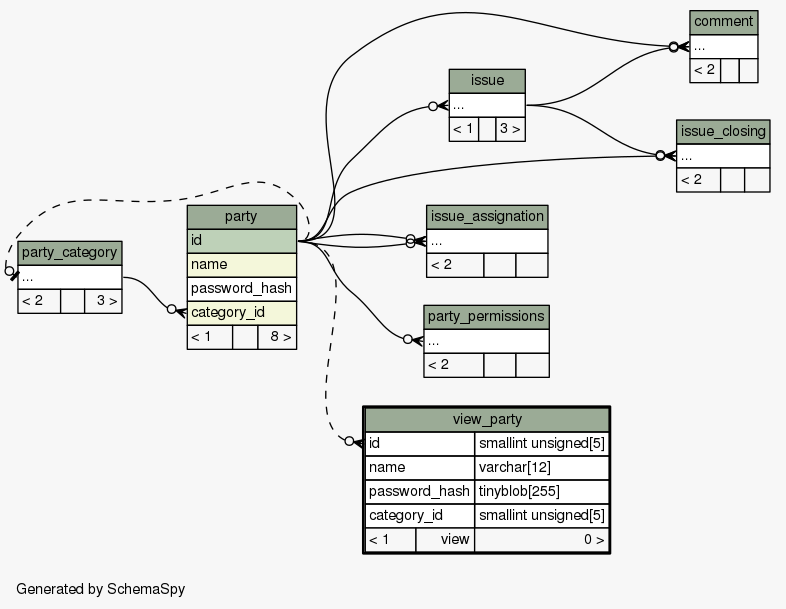 comment
...
< 2
issue
...
< 1 3 >
issue_closing
...
< 2
party
id
name
password_hash
category_id
< 1 8 >
issue_assignation
...
< 2
party_category
...
< 2 3 >
party_permissions
...
< 2
view_party
id smallint unsigned[5]
name varchar[12]
password_hash tinyblob[255]
category_id smallint unsigned[5]
< 1 view 0 >
Generated by SchemaSpy